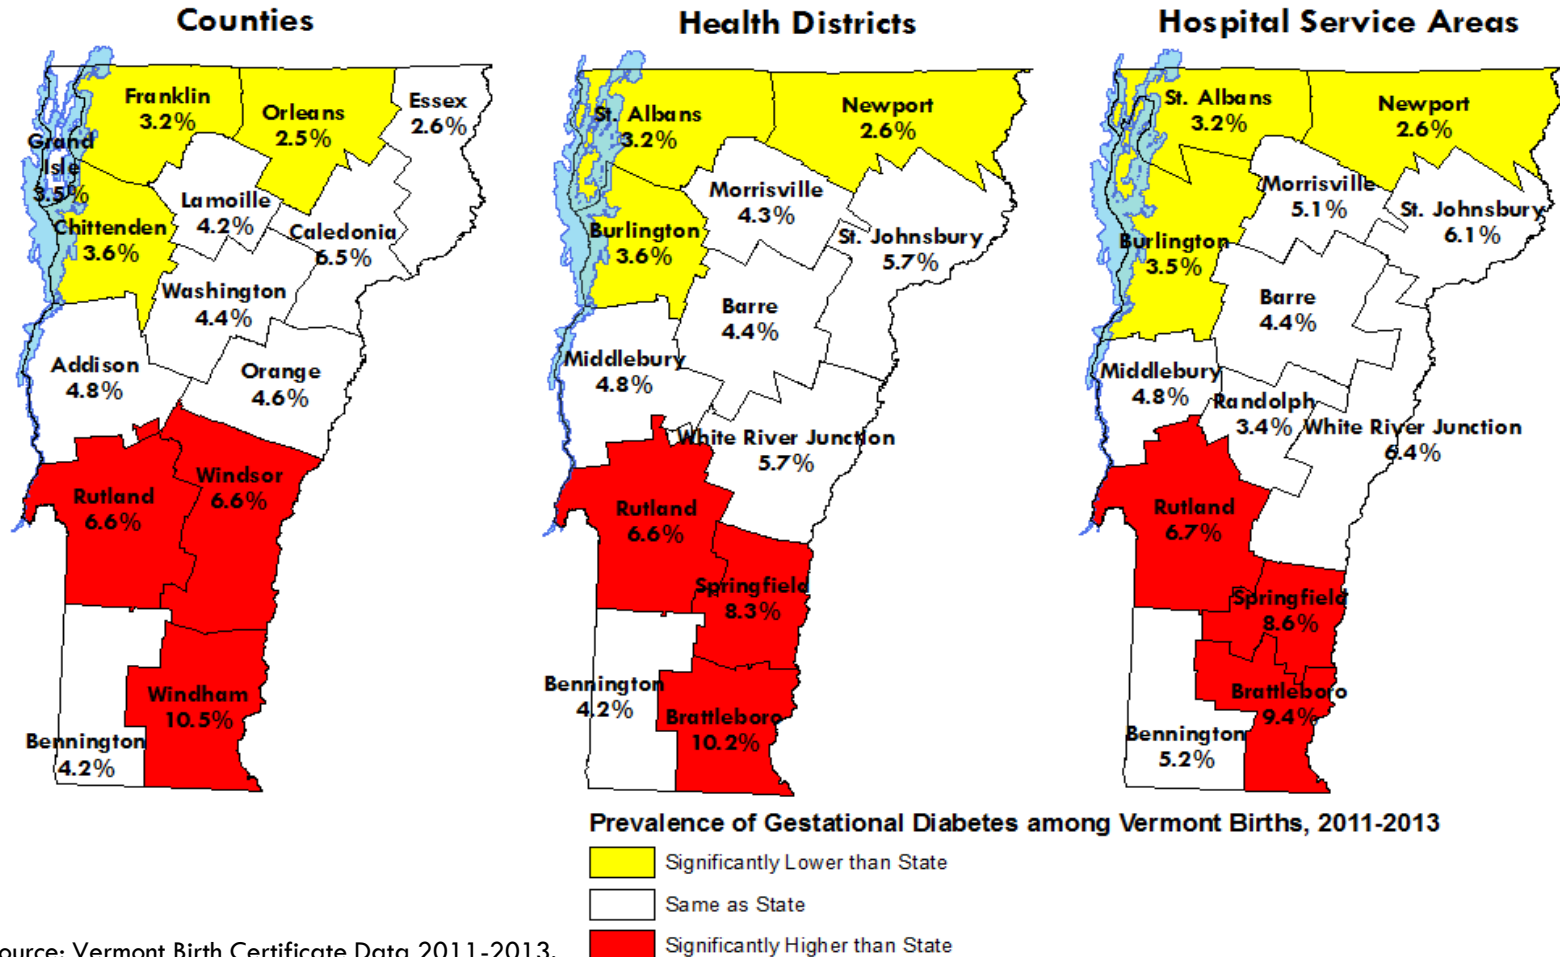 Counties
Franklin
3.2%
Orleans
2.5%
Essex
2.6%
Grand
Isle
3.5%
Lamoille
4.2%
Chittenden
3.6%
Caledonia
6.5%
Washington
4.4%
Addison
4.8%
Orange
4.6%
Windsor
6.6%
Rutland
6.6%
Windham
10.5%
Bennington
4.2%
Health Districts
St. Albans
3.2%
Newport
2.6%
Morrisville
4.3%
Burlington
3.6%
St. Johnsbury
5.7%
Barre
4.4%
Middlebury
4.8%
White River Junction
5.7%
Rutland
6.6%
Springfield
8.3%
Bennington
4.2%
Brattleboro
10.2%
Hospital Service Areas
St. Albans
3.2%
Newport
2.6%
Morrisville
5.1%
St. Johnsbury
6.1%
Burlington
3.5%
Barre
4.4%
Middlebury
4.8%
Randolph
3.4%
White River Junction
6.4%
Rutland
6.7%
Springfield
8.6%
Brattleboro
9.4%
Bennington
5.2%
Prevalence of Gestational Diabetes among Vermont Births, 2011-2013
Significantly Lower than State
Same as State
Significantly Higher than State
ource: Vermont Birth Certificate Data 2011-2013.